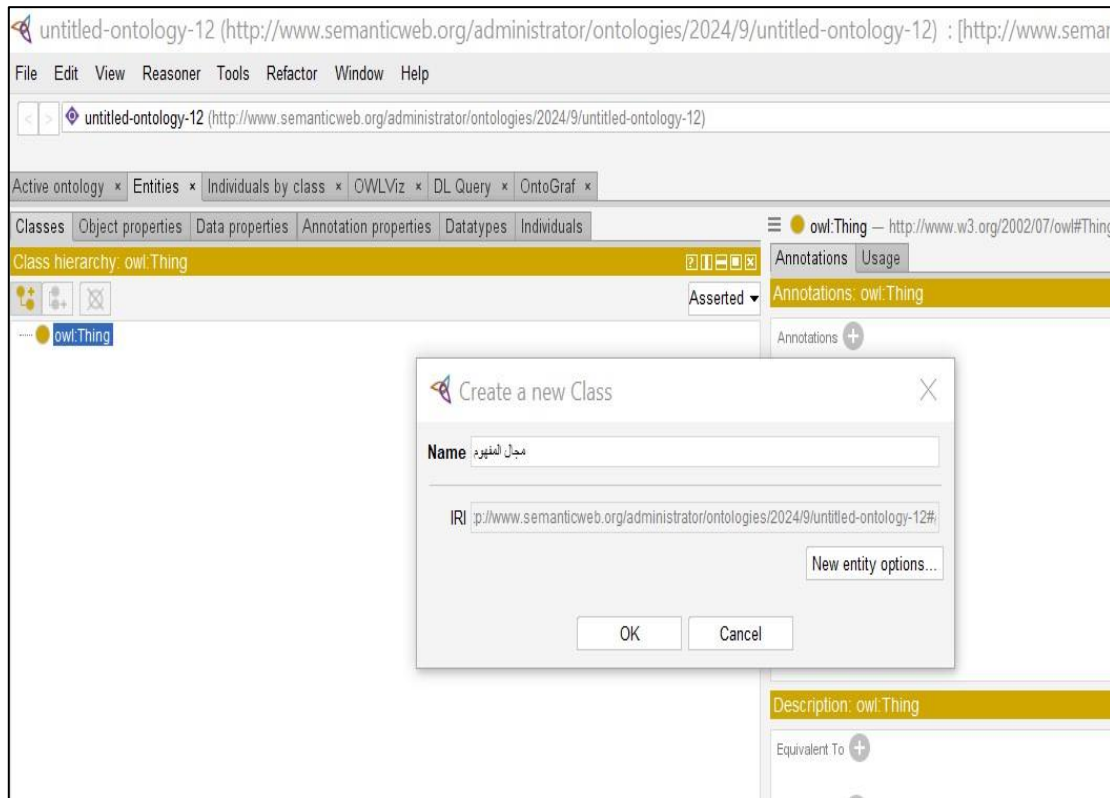 untitled-ontology-12 (http://www.semanticweb.org/administrator/ontologies/2024/9/untitled-ontology-12) : [http://www.seman
File Edit View Reasoner Tools Refactor Window Help
< > untitled-ontology-12 (http://www.semanticweb.org/administrator/ontologies/2024/9/untitled-ontology-12)
Active ontology × Entities × Individuals by class × OWLViz × DL Query × OntoGraf ×
Classes Object properties Data properties Annotation properties Datatypes Individuals
owl:Thing — http://www.w3.org/2002/07/owl#Thing
Class hierarchy: owl:Thing
Annotations Usage
Asserted
Annotations: owl:Thing
owl:Thing
Annotations
Create a new Class
Name مجال المفهوم
IRI :p://www.semanticweb.org/administrator/ontologies/2024/9/untitled-ontology-12#
New entity options...
OK Cancel
Description: owl:Thing
Equivalent To